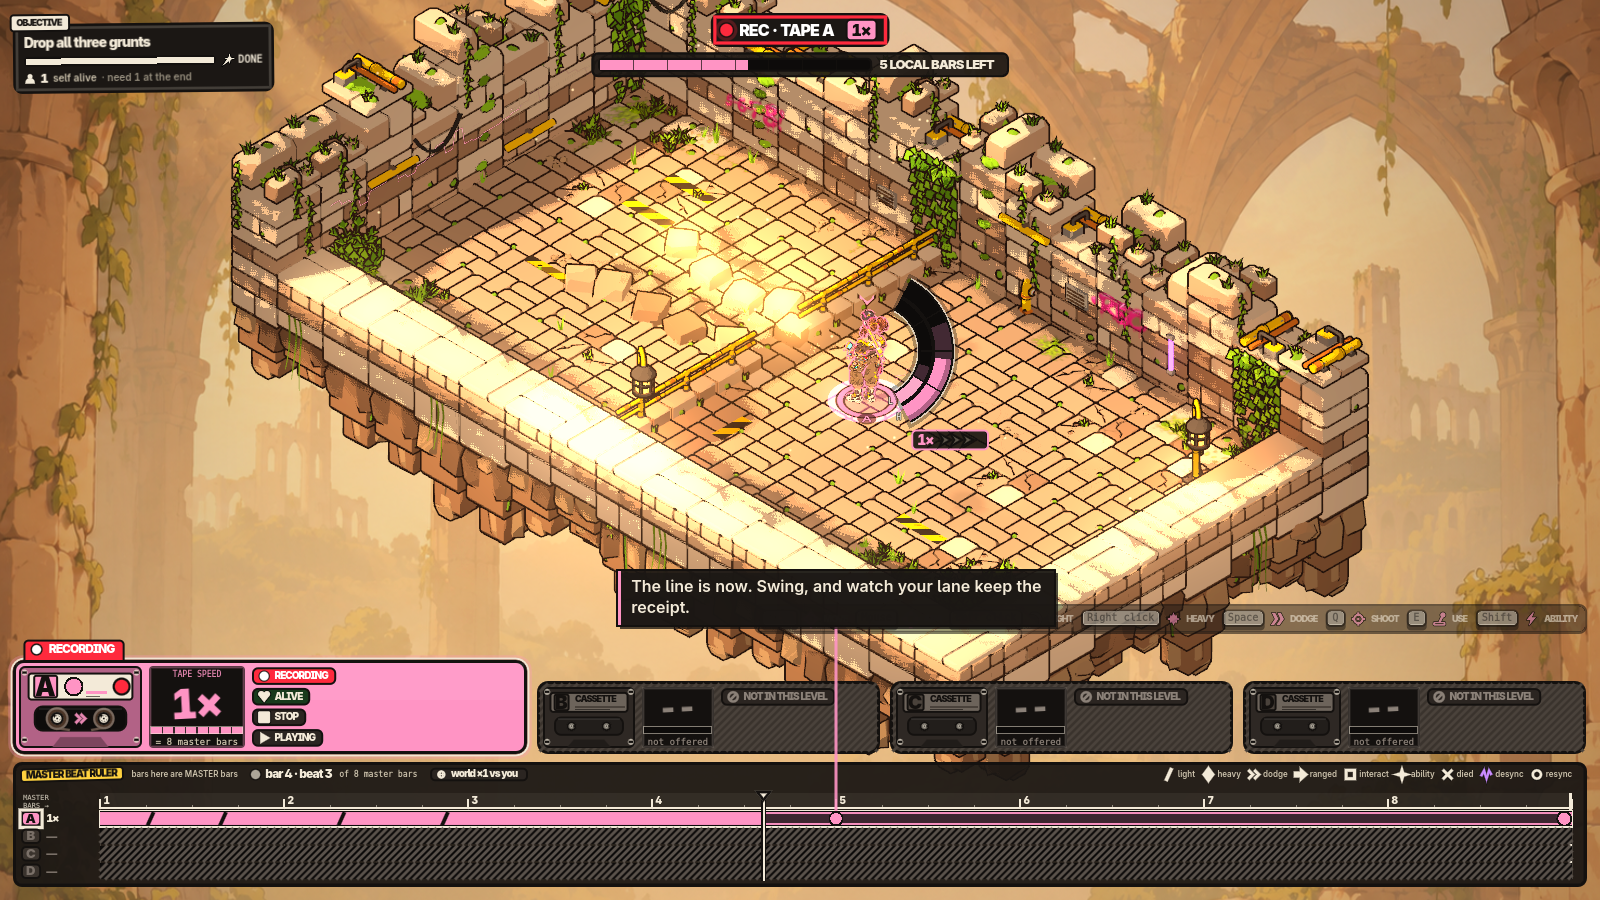 OBJECTIVE
Drop all three grunts
DONE
1 self alive · need 1 at the end
REC · TAPE A 1×
5 LOCAL BARS LEFT
1×
The line is now. Swing, and watch your lane keep the
receipt.
Right click HEAVY Space DODGE Q SHOOT E USE Shift ABILITY
RECORDING
A
TAPE SPEED
1×
= 8 master bars
RECORDING
ALIVE
STOP
PLAYING
B CASSETTE
-- 
not offered
NOT IN THIS LEVEL
C CASSETTE
--
not offered
NOT IN THIS LEVEL
D CASSETTE
--
not offered
NOT IN THIS LEVEL
MASTER BEAT RULER bars here are MASTER bars bar 4 · beat 3 of 8 master bars world ×1 vs you
light heavy dodge ranged interact ability died desync resync
MASTER
BARS →
1 2 3 4 5 6 7 8
A 1×
B —
C —
D —